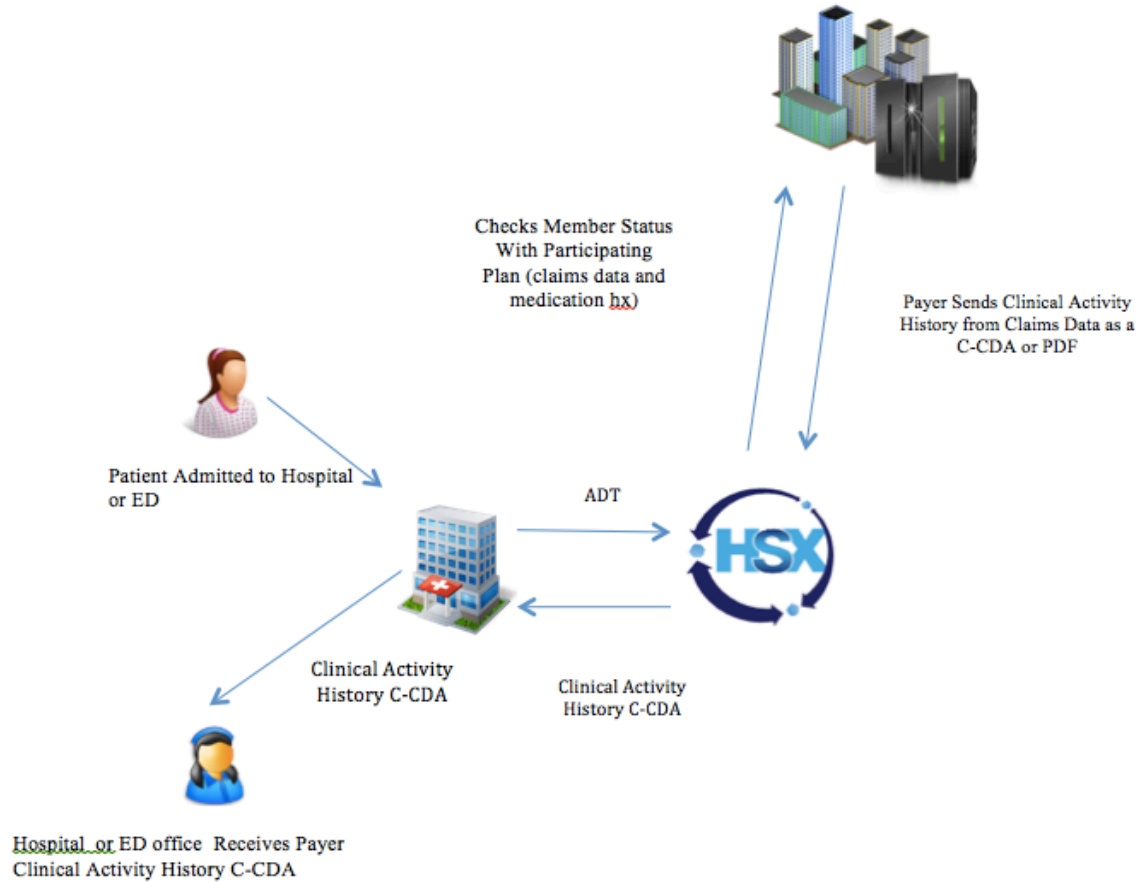 Checks Member Status
With Participating
Plan (claims data and
medication hx)
Payer Sends Clinical Activity
History from Claims Data as a
C-CDA or PDF
Patient Admitted to Hospital
or ED
ADT
HSX
Clinical Activity
History C-CDA
Clinical Activity
History C-CDA
Hospital or ED office Receives Payer
Clinical Activity History C-CDA